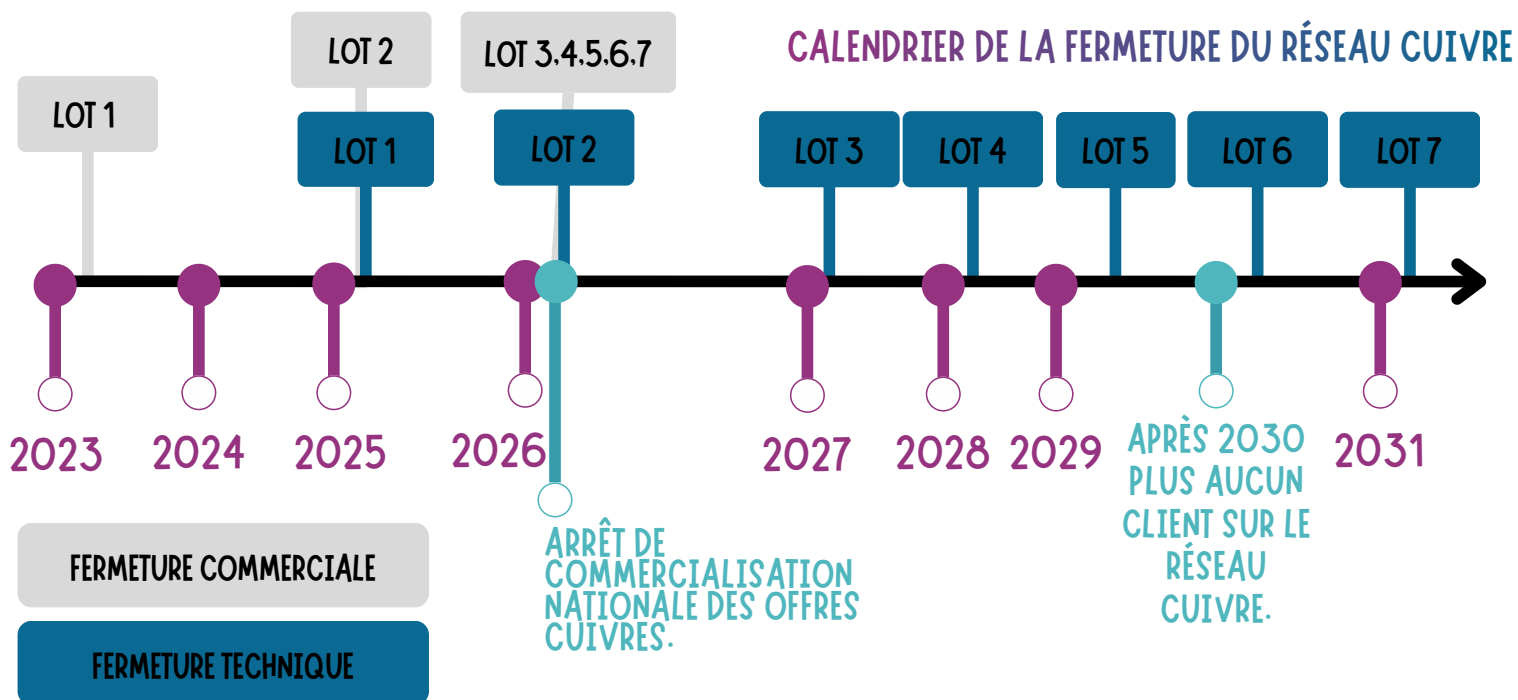 CALENDRIER DE LA FERMETURE DU RÉSEAU CUIVRE
LOT 1
LOT 2
LOT 3,4,5,6,7
LOT 1
LOT 2
LOT 3
LOT 4
LOT 5
LOT 6
LOT 7
2023
2024
2025
2026
2027
2028
2029
2031
ARRÊT DE
COMMERCIALISATION
NATIONALE DES OFFRES
CUIVRES.
APRÈS 2030
PLUS AUCUN
CLIENT SUR LE
RÉSEAU
CUIVRE.
FERMETURE COMMERCIALE
FERMETURE TECHNIQUE